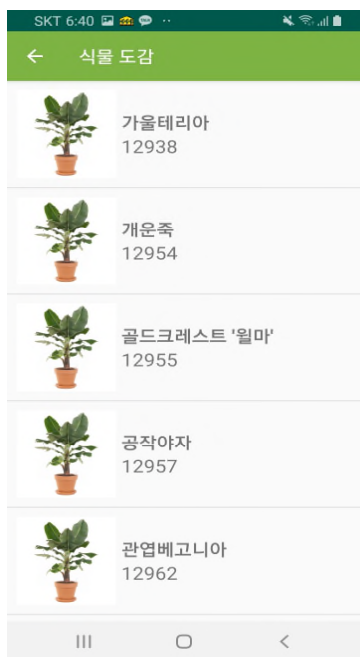 SKT 6:40
식물 도감
가울테리아
12938
개운죽
12954
골드크레스트 '윌마'
12955
공작야자
12957
관엽베고니아
12962